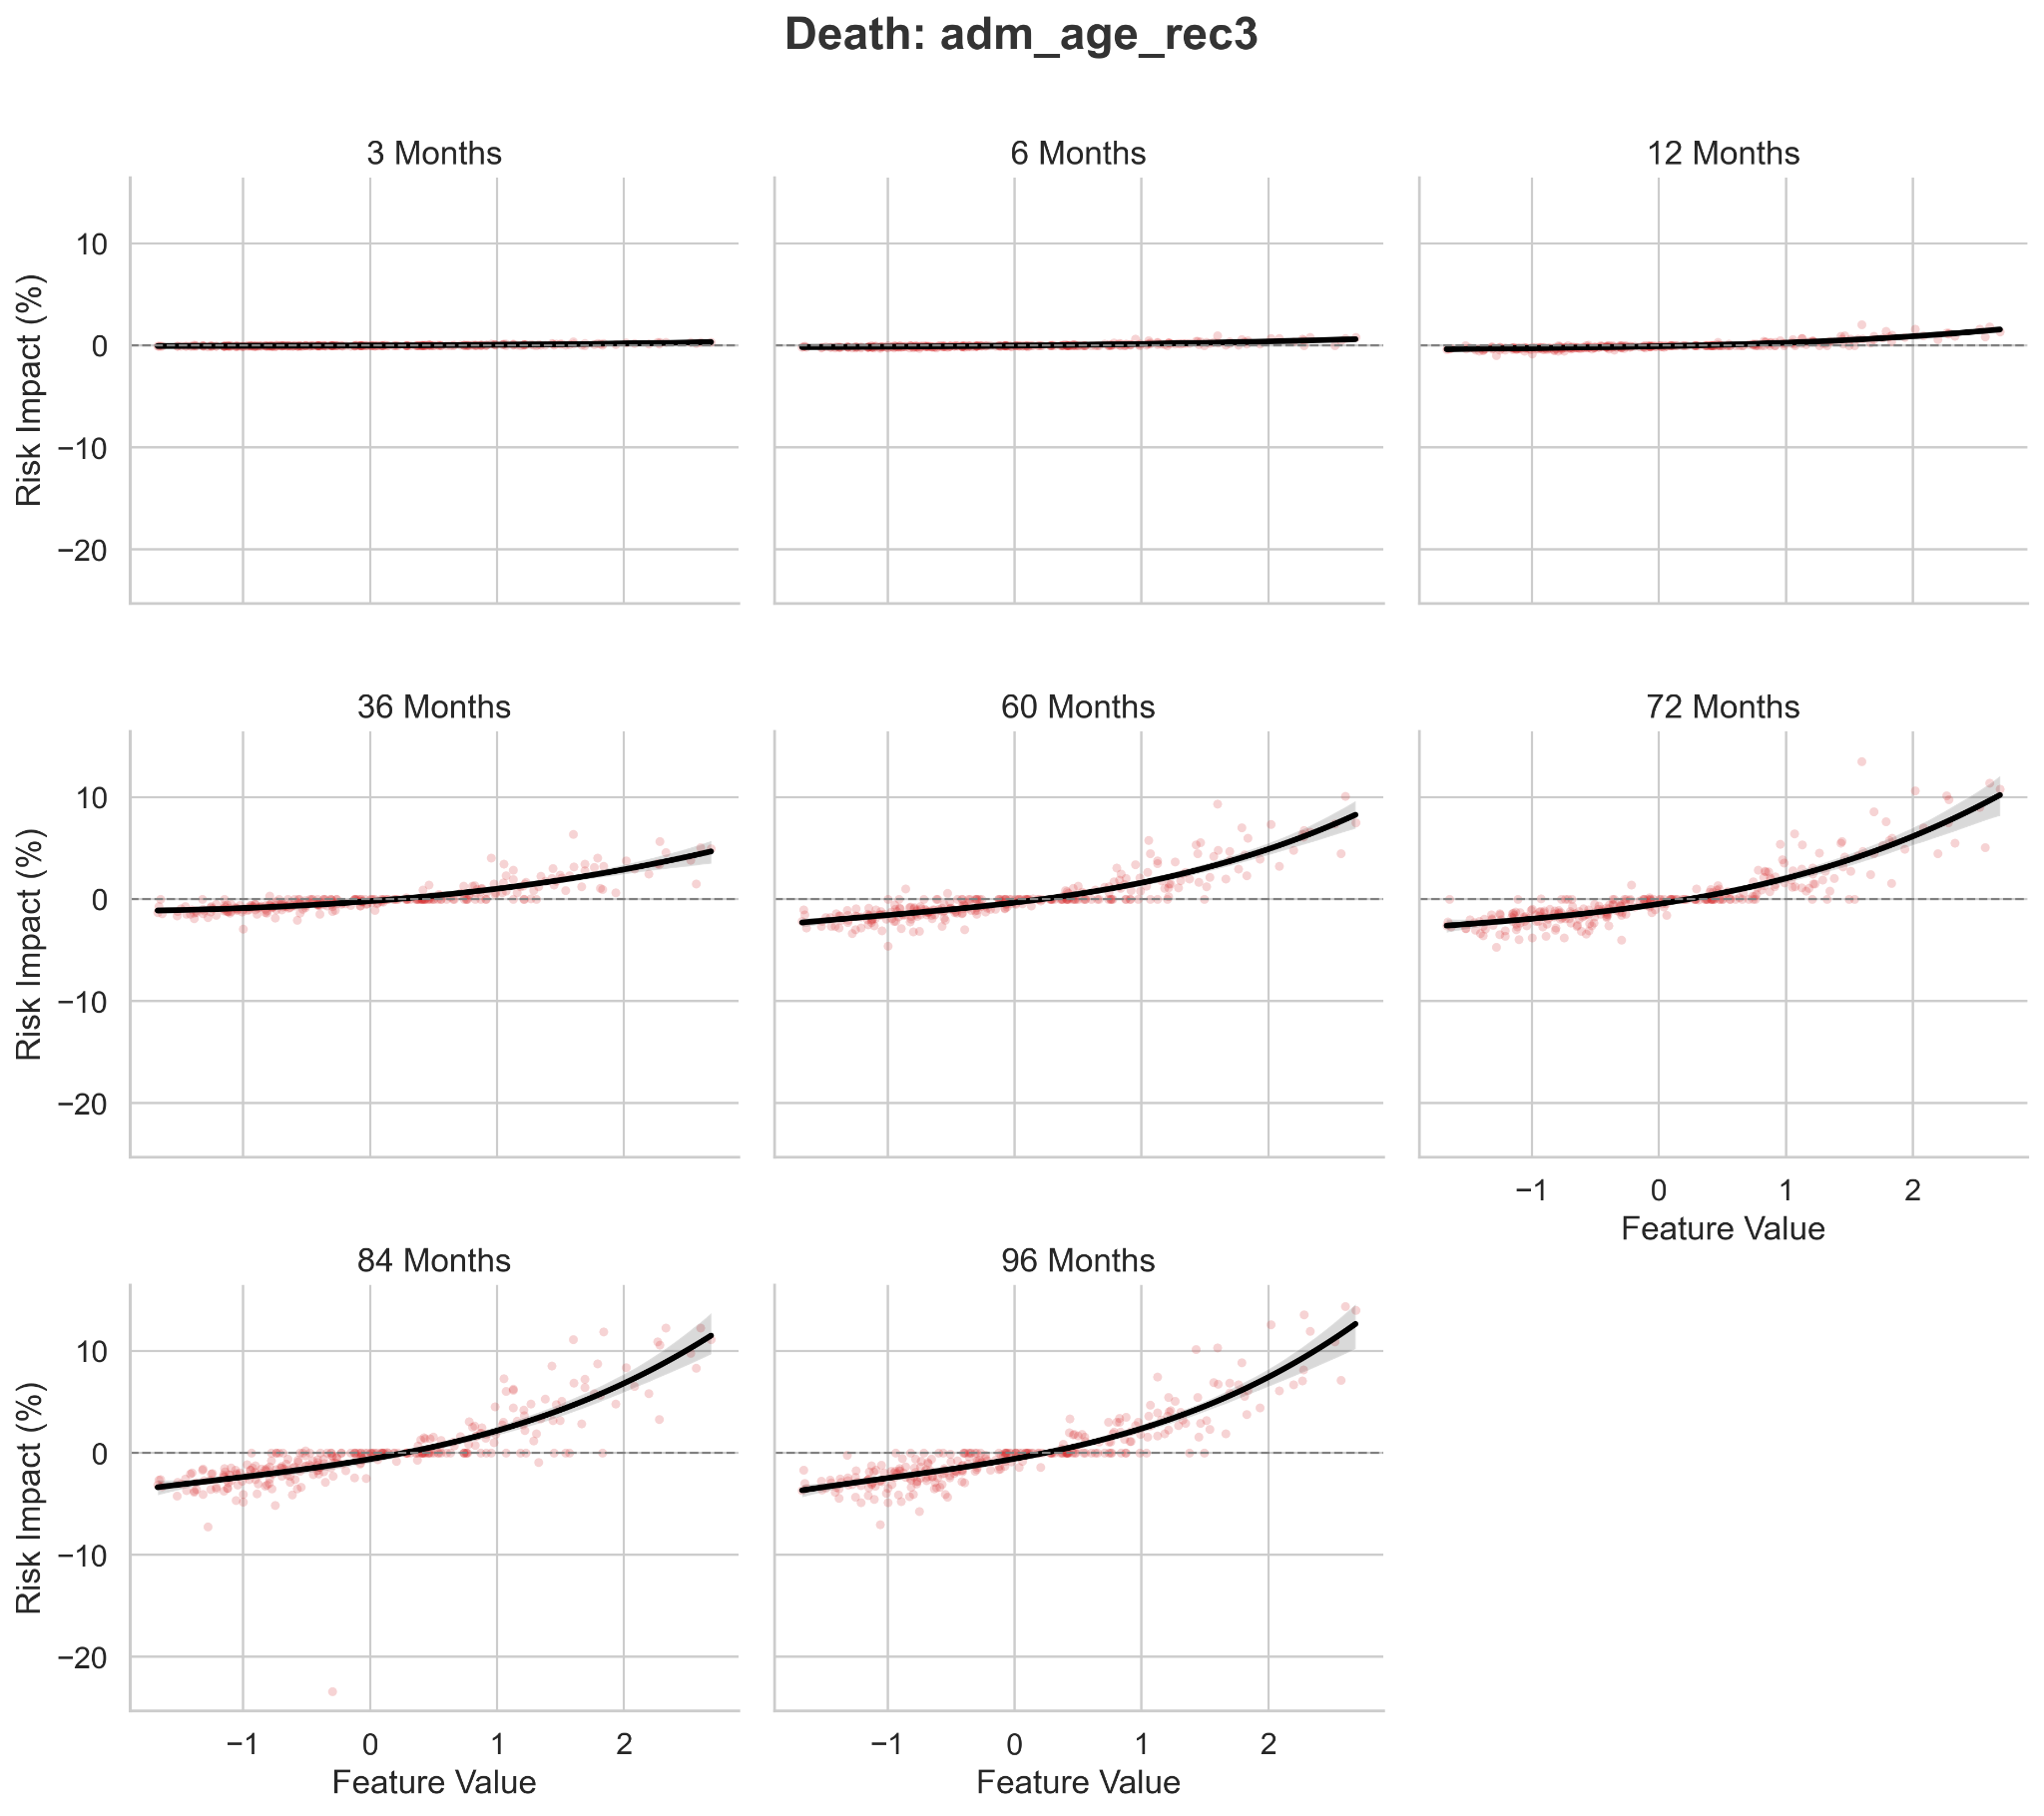 Death: adm_age_rec3
3 Months
6 Months
12 Months
Risk Impact (%)
10
0
−10
−20
36 Months
60 Months
72 Months
Risk Impact (%)
10
0
−10
−20
−1 0 1 2
Feature Value
84 Months
96 Months
Risk Impact (%)
10
0
−10
−20
−1 0 1 2
−1 0 1 2
Feature Value
Feature Value